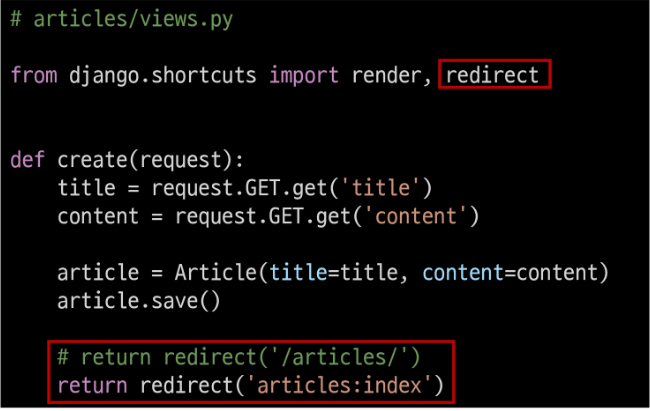 # articles/views.py
from django.shortcuts import render, redirect
def create(request):
    title = request.GET.get('title')
    content = request.GET.get('content')
    article = Article(title=title, content=content)
    article.save()
    # return redirect('/articles/')
    return redirect('articles:index')